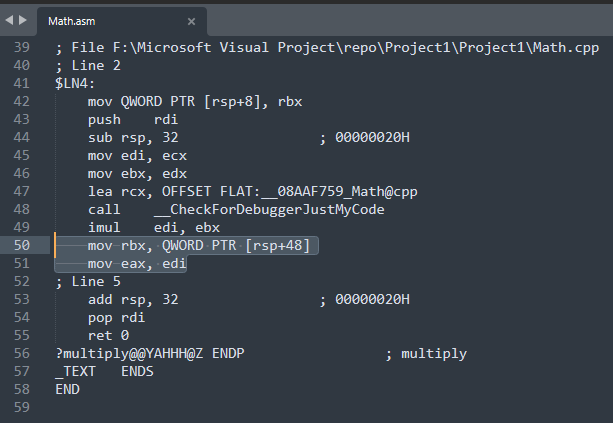 Math.asm
39 ; File F:\Microsoft Visual Project\repo\Project1\Project1\Math.cpp
40 ; Line 2
41 $LN4:
42 mov QWORD PTR [rsp+8], rbx
43 push rdi
44 sub rsp, 32 ; 00000020H
45 mov edi, ecx
46 mov ebx, edx
47 lea rcx, OFFSET FLAT:__08AAF759_Math@cpp
48 call __CheckForDebuggerJustMyCode
49 imul edi, ebx
50 mov rbx, QWORD PTR [rsp+48]
51 mov eax, edi
52 ; Line 5
53 add rsp, 32 ; 00000020H
54 pop rdi
55 ret 0
56 ?multiply@@YAHHH@Z ENDP ; multiply
57 _TEXT ENDS
58 END
59